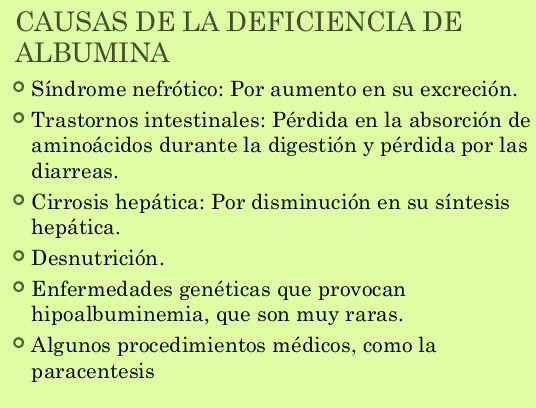 CAUSAS DE LA DEFICIENCIA DE
ALBUMINA
Síndrome nefrótico: Por aumento en su excreción.
Trastornos intestinales: Pérdida en la absorción de
aminoácidos durante la digestión y pérdida por las
diarreas.
Cirrosis hepática: Por disminución en su síntesis
hepática.
Desnutrición.
Enfermedades genéticas que provocan
hipoalbuminemia, que son muy raras.
Algunos procedimientos médicos, como la
paracentesis